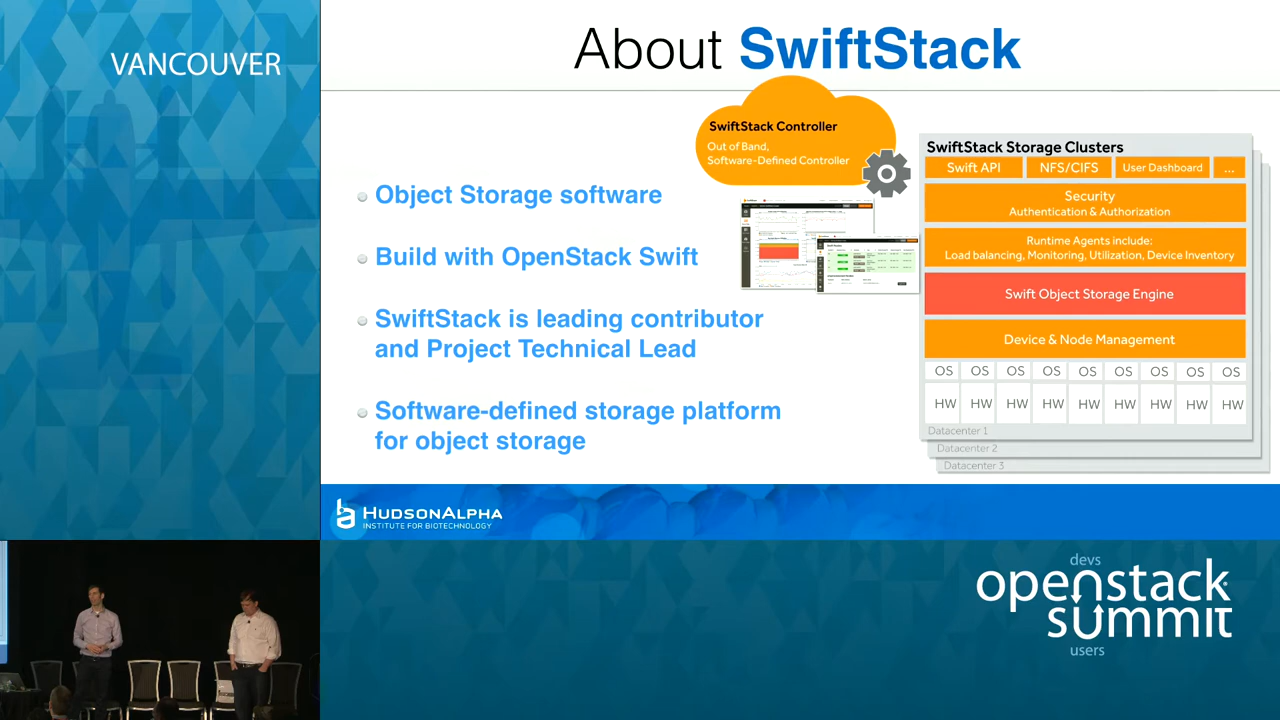 VANCOUVER
About SwiftStack
SwiftStack Controller
Out of Band,
Software-Defined Controller
Object Storage software
Build with OpenStack Swift
SwiftStack is leading contributor
and Project Technical Lead
Software-defined storage platform
for object storage
SwiftStack Storage Clusters
Swift API NFS/CIFS User Dashboard ...
Security
Authentication & Authorization
Runtime Agents include:
Load balancing, Monitoring, Utilization, Device Inventory
Swift Object Storage Engine
Device & Node Management
OS OS OS OS OS OS OS OS OS
HW HW HW HW HW HW HW HW HW
Datacenter 1
Datacenter 2
Datacenter 3
HUDSONALPHA
INSTITUTE FOR BIOTECHNOLOGY
devs
openstack
summit
users